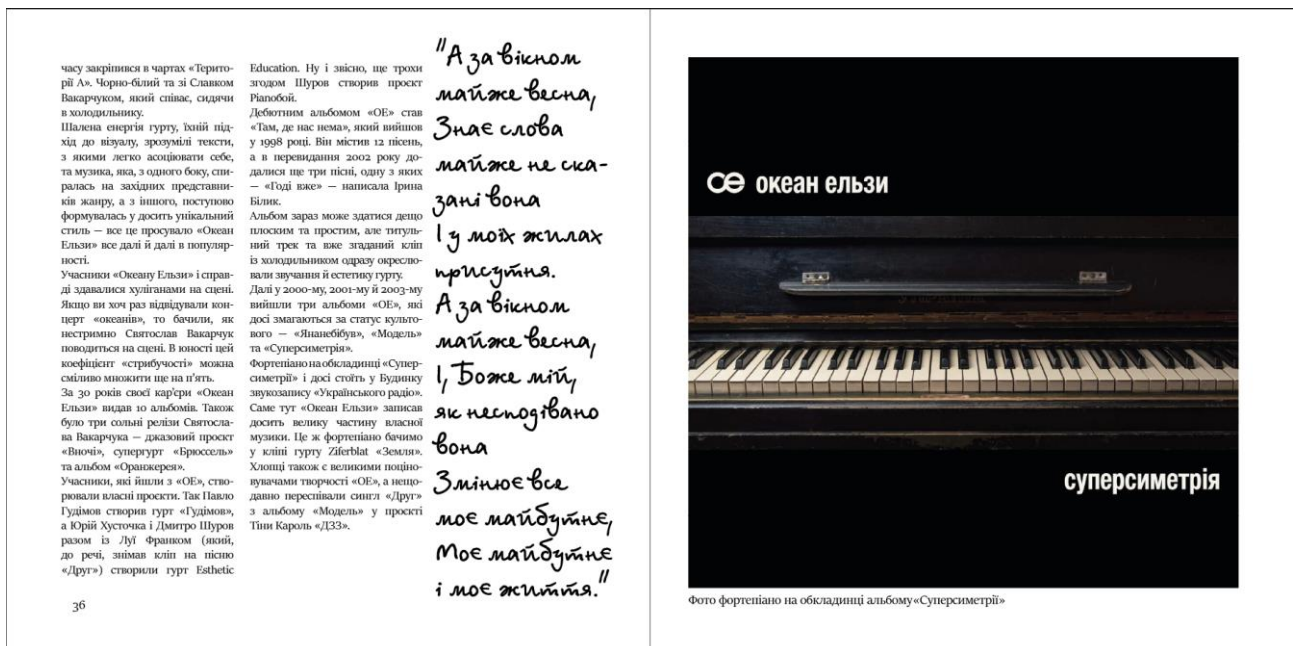 часу закріпився в чартах «Терито-
рії А». Чорно-білий та зі Славком
Вакарчуком, який співає, сидячи
в холодильнику.
Шалена енергія гурту, їхній під-
хід до візуалу, зрозумілі тексти,
з якими легко асоціювати себе,
та музика, яка, з одного боку, спи-
ралась на західних представни-
ків жанру, а з іншого, поступово
формувалась у досить унікальний
стиль — все це просувало «Океан
Ельзи» все далі й далі в популяр-
ності.
Учасники «Океану Ельзи» і справ-
ді здавалися хуліганами на сцені.
Якщо ви хоч раз відвідували кон-
церт «океанів», то бачили, як
нестримно Святослав Вакарчук
поводиться на сцені. В юності цей
коефіцієнт «стрибучості» можна
сміливо множити ще на п'ять.
За 30 років своєї кар'єри «Океан
Ельзи» видав 10 альбомів. Також
було три сольні релізи Святосла-
ва Вакарчука — джазовий проєкт
«Вночі», супергурт «Брюссель»
та альбом «Оранжерея».
Учасники, які йшли з «ОЕ», ство-
рювали власні проєкти. Так Павло
Гудімов створив гурт «Гудімов»,
а Юрій Хусточка і Дмитро Шуров
разом із Луї Франком (який,
до речі, знімав кліп на пісню
«Друг») створили гурт Esthetic
36
Education. Ну і звісно, ще трохи
згодом Шуров створив проєкт
Pianoбой.
Дебютним альбомом «ОЕ» став
«Там, де нас нема», який вийшов
у 1998 році. Він містив 12 пісень,
а в перевидання 2002 року до-
далися ще три пісні, одну з яких
— «Годі вже» — написала Ірина
Білик.
Альбом зараз може здатися дещо
плоским та простим, але титуль-
ний трек та вже згаданий кліп
із холодильником одразу окреслю-
вали звучання й естетику гурту.
Далі у 2000-му, 2001-му й 2003-му
вийшли три альбоми «ОЕ», які
досі змагаються за статус культо-
вого — «Янанебібув», «Модель»
та «Суперсиметрія».
Фортепіано на обкладинці «Супер-
симетрії» і досі стоїть у Будинку
звукозапису «Українського радіо».
Саме тут «Океан Ельзи» записав
досить велику частину власної
музики. Це ж фортепіано бачимо
у кліпі гурту Ziferblat «Земля».
Хлопці також є великими поціно-
вувачами творчості «ОЕ», а нещо-
давно переспівали сингл «Друг»
з альбому «Модель» у проєкті
Тіни Кароль «ДЗЗ».
"А за вікном
майже весна,
Знає слова
майже не ска-
зані вона
І у моїх жилах
присутня.
А за вікном
майже весна,
І, Боже мій,
як несподівано
вона
Змінює все
моє майбутнє,
Моє майбутнє
і моє життя."
œ океан ельзи
суперсиметрія
Фото фортепіано на обкладинці альбому«Суперсиметрії»